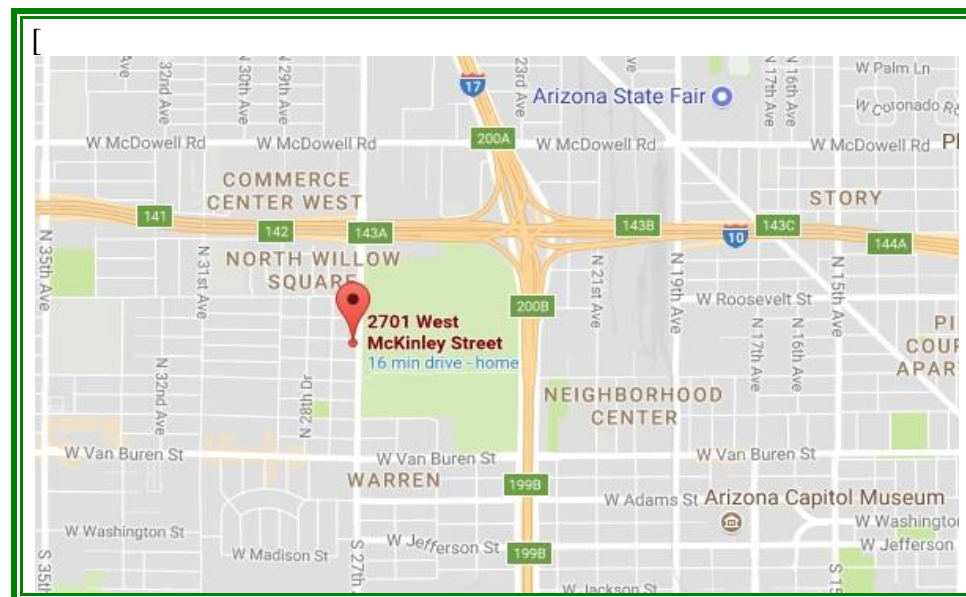 [
Ave
N 32nd Ave
N 30th Ave
N 29th Ave
17
23rd Ave
Ave
Arizona State Fair
N 17th Ave
N 16th Ave
W Palm Ln
W Coronado Rd
W McDowell Rd
W McDowell Rd
200A
W McDowell Rd
W McDowell Rd
COMMERCE
CENTER WEST
STORY
141
142
143A
143B
10
143C
144A
N 35th Ave
N 31st Ave
NORTH WILLOW
SQUARE
N 21st Ave
N 19th Ave
N 15th Ave
200B
W Roosevelt St
2701 West
McKinley Street
16 min drive - home
N 17th Ave
N 16th Ave
N 32nd Ave
N 28th Dr
NEIGHBORHOOD
CENTER
W Van Buren St
W Van Buren St
W Van Buren St
WARREN
199B
W Adams St
Arizona Capitol Museum
W Washington St
W Washington
W Madison St
W Jefferson St
W Jefferson
199B
S 35th
S 27th
W Jackson St
S 15